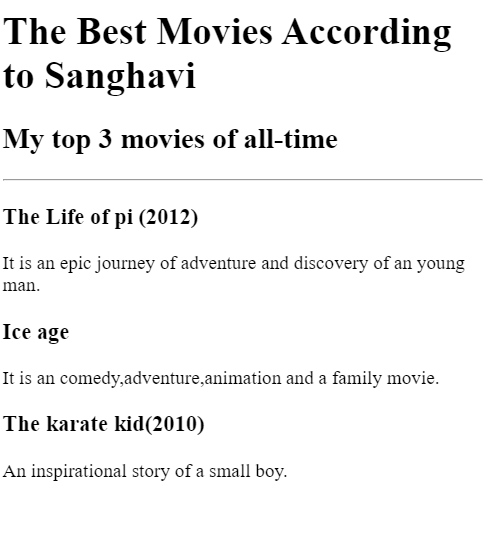 The Best Movies According
to Sanghavi
My top 3 movies of all-time
The Life of pi (2012)
It is an epic journey of adventure and discovery of an young
man.
Ice age
It is an comedy,adventure,animation and a family movie.
The karate kid(2010)
An inspirational story of a small boy.